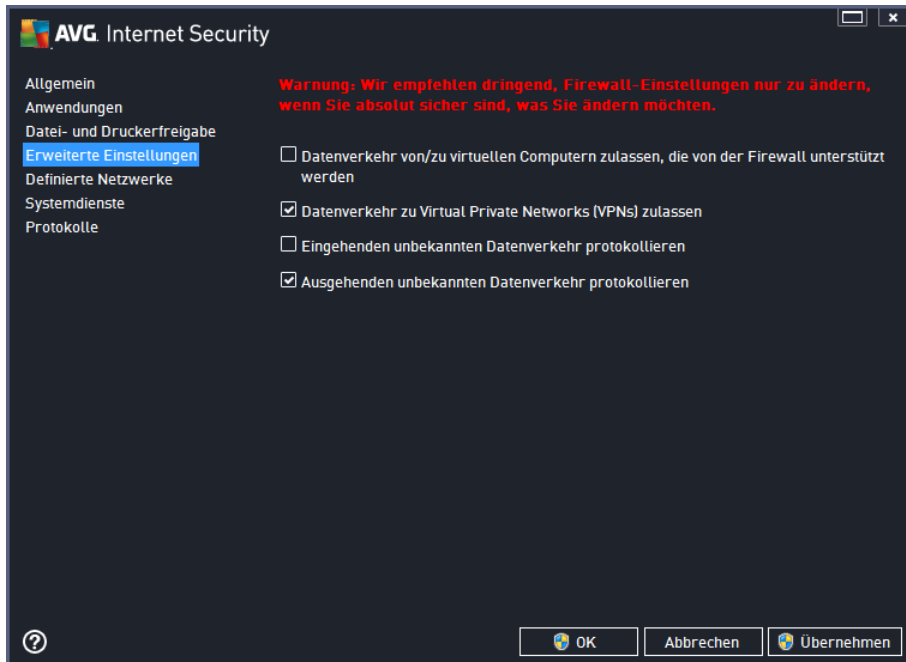 AVG. Internet Security
Allgemein
Anwendungen
Datei- und Druckerfreigabe
Erweiterte Einstellungen
Definierte Netzwerke
Systemdienste
Protokolle
Warnung: Wir empfehlen dringend, Firewall-Einstellungen nur zu ändern,
wenn Sie absolut sicher sind, was Sie ändern möchten.
Datenverkehr von/zu virtuellen Computern zulassen, die von der Firewall unterstützt
werden
Datenverkehr zu Virtual Private Networks (VPNs) zulassen
Eingehenden unbekannten Datenverkehr protokollieren
Ausgehenden unbekannten Datenverkehr protokollieren
OK
Abbrechen
Übernehmen